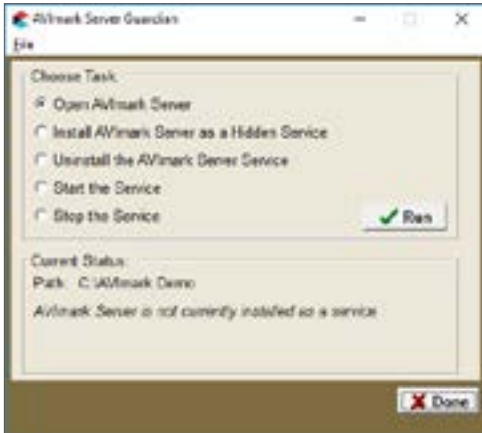 AVImark Server Guardian
File
Choose Task:
Open AVImark Server
Install AVImark Server as a Hidden Service
Uninstall the AVImark Server Service
Start the Service
Stop the Service
Run
Current Status:
Path: C:\AVImark Demo
AVImark Server is not currently installed as a service
Done